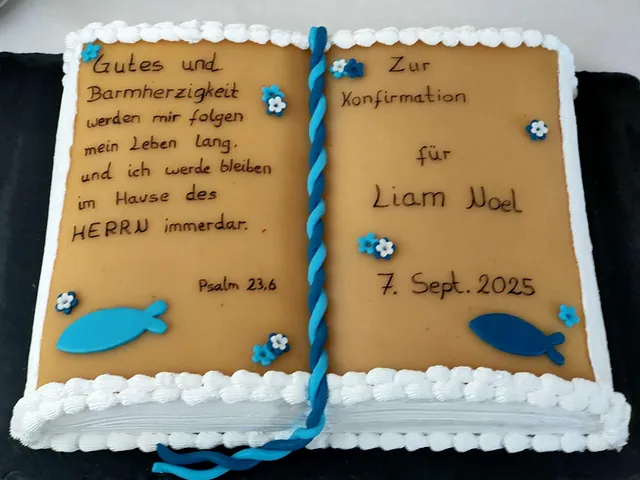 Gutes und
Barmherzigkeit
werden mir folgen
mein Leben lang.
und ich werde bleiben
im Hause des
HERRN immerdar.
Psalm 23,6
Zur
Konfirmation
für
Liam Noel
7. Sept. 2025